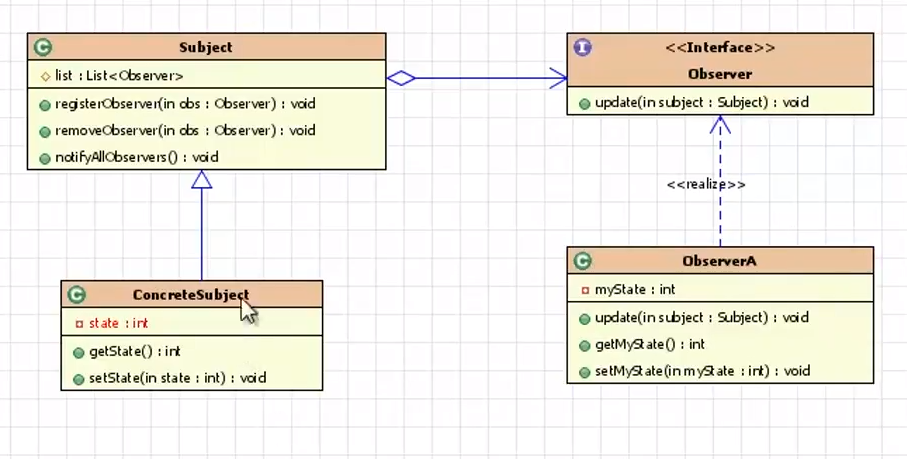 C
Subject
list : List<Observer>
registerObserver(in obs : Observer) : void
removeObserver(in obs : Observer) : void
notifyAllObservers() : void
I
<<Interface>>
Observer
update(in subject : Subject) : void
<<realize>>
C
ConcreteSubject
state : int
getState() : int
setState(in state : int) : void
C
ObserverA
myState : int
update(in subject : Subject) : void
getMyState() : int
setMyState(in myState : int) : void